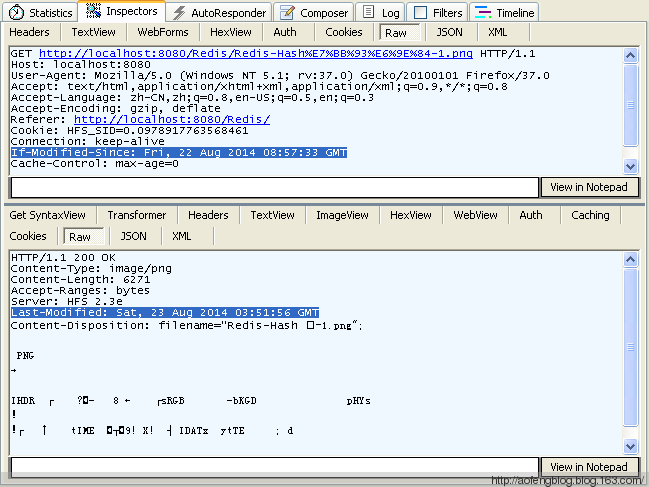 Statistics Inspectors AutoResponder Composer Log Filters Timeline
Headers TextView WebForms HexView Auth Cookies Raw JSON XML
GET http://localhost:8080/Redis/Redis-Hash%E7%BB%93%E6%9E%84-1.png HTTP/1.1
Host: localhost:8080
User-Agent: Mozilla/5.0 (Windows NT 5.1; rv:37.0) Gecko/20100101 Firefox/37.0
Accept: text/html,application/xhtml+xml,application/xml;q=0.9,*/*;q=0.8
Accept-Language: zh-CN,zh;q=0.8,en-US;q=0.5,en;q=0.3
Accept-Encoding: gzip, deflate
Referer: http://localhost:8080/Redis/
Cookie: HFS_SID=0.0978917763568461
Connection: keep-alive
If-Modified-Since: Fri, 22 Aug 2014 08:57:33 GMT
Cache-Control: max-age=0
View in Notepad
Get SyntaxView Transformer Headers TextView ImageView HexView WebView Auth Caching
Cookies Raw JSON XML
HTTP/1.1 200 OK
Content-Type: image/png
Content-Length: 6271
Accept-Ranges: bytes
Server: HFS 2.3e
Last-Modified: Sat, 23 Aug 2014 03:51:56 GMT
Content-Disposition: filename="Redis-Hash -1.png";
PNG
→
IHDR ┌ ?- 8 ← ┌sRGB -bKGD pHYs
!
!┌ ↑ tIME 9! X! ┤ IDATx ytTE ; d
View in Notepad
http://aofengblog.blog.163.com/